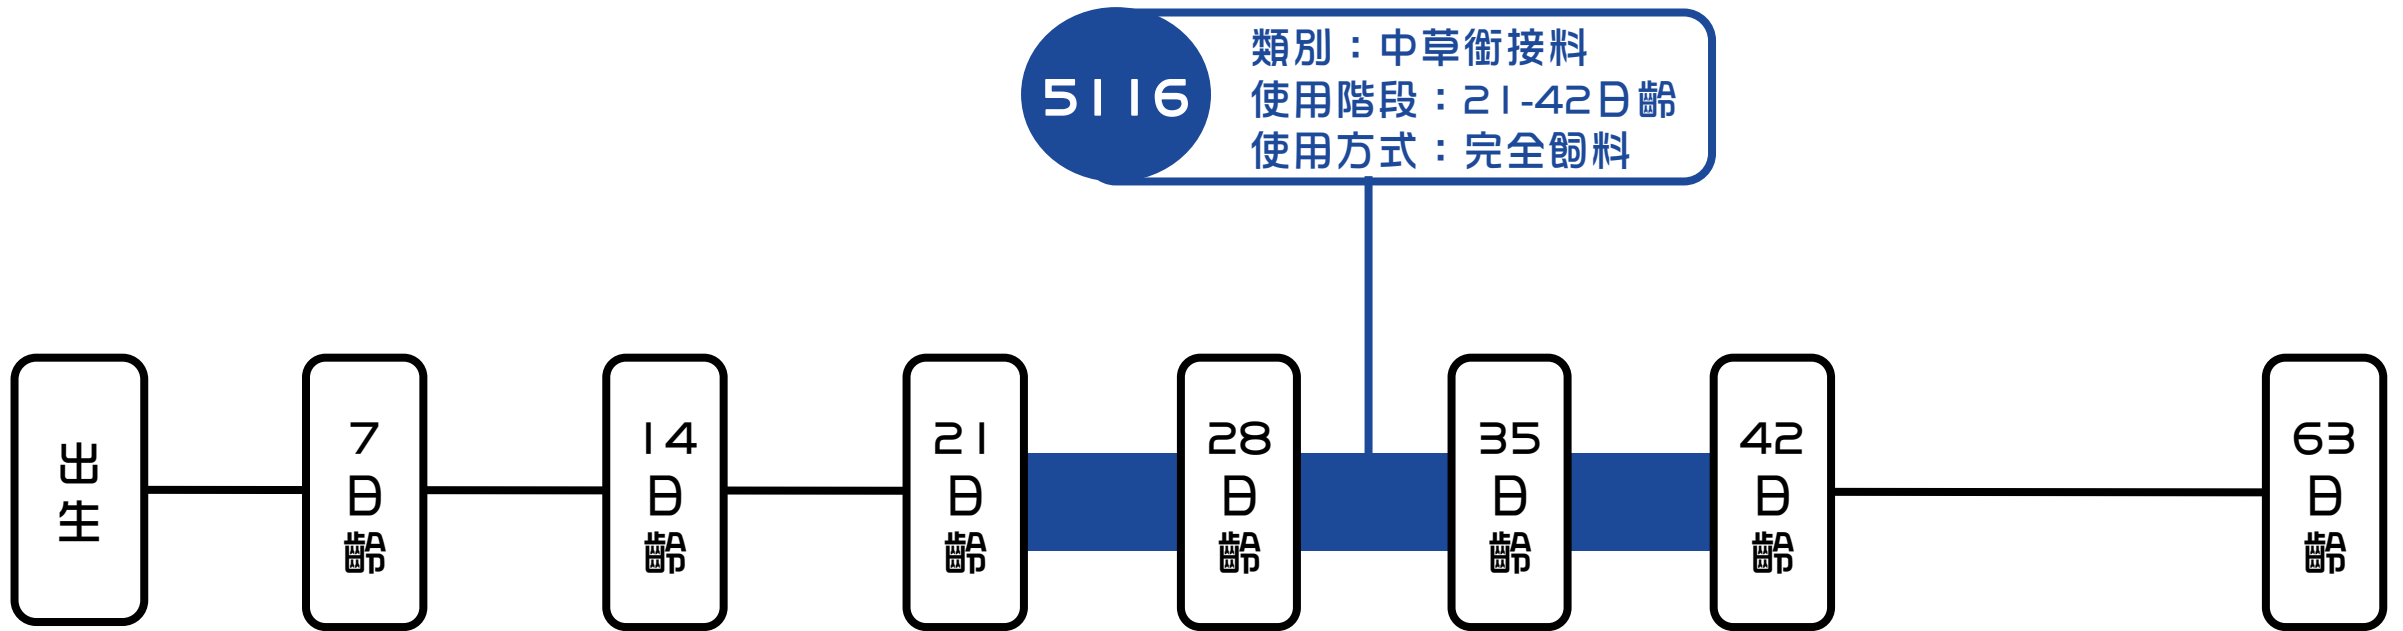 5116
類別：中草銜接料
使用階段：21-42日齡
使用方式：完全飼料
出生
7日齡
14日齡
21日齡
28日齡
35日齡
42日齡
63日齡